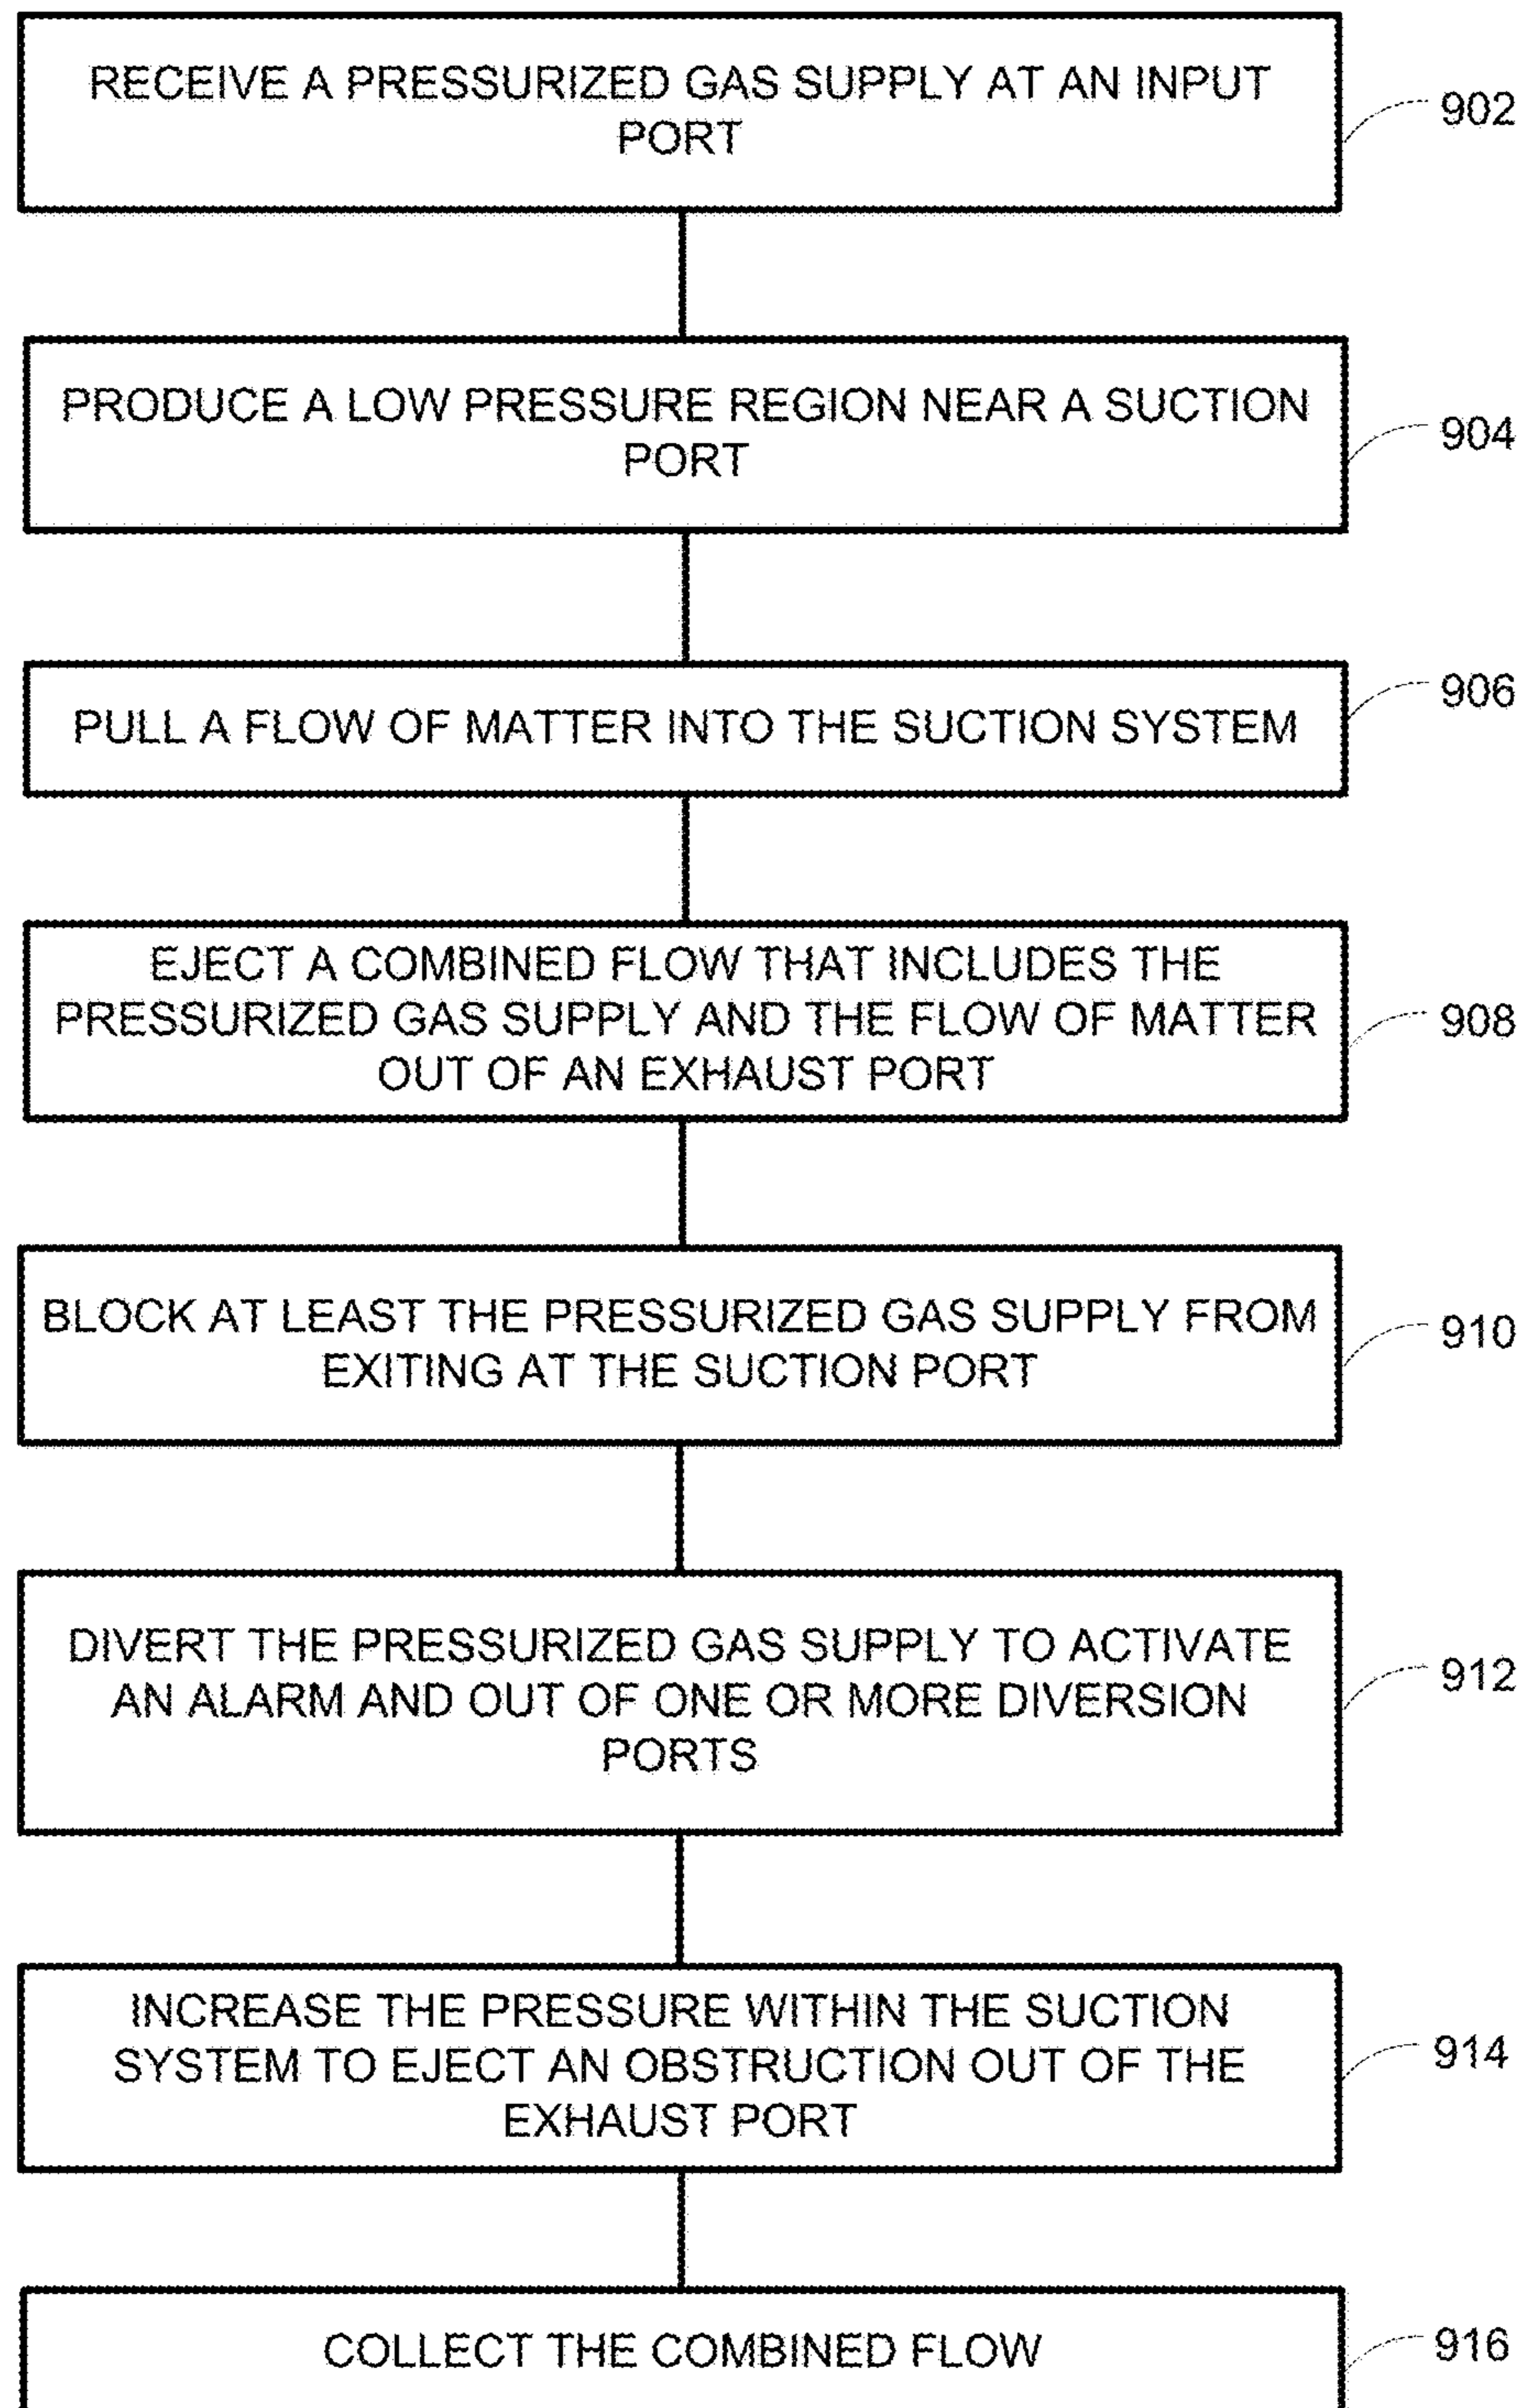 RECEIVE A PRESSURIZED GAS SUPPLY AT AN INPUT
PORT
902
PRODUCE A LOW PRESSURE REGION NEAR A SUCTION
PORT
904
PULL A FLOW OF MATTER INTO THE SUCTION SYSTEM
906
EJECT A COMBINED FLOW THAT INCLUDES THE
PRESSURIZED GAS SUPPLY AND THE FLOW OF MATTER
OUT OF AN EXHAUST PORT
908
BLOCK AT LEAST THE PRESSURIZED GAS SUPPLY FROM
EXITING AT THE SUCTION PORT
910
DIVERT THE PRESSURIZED GAS SUPPLY TO ACTIVATE
AN ALARM AND OUT OF ONE OR MORE DIVERSION
PORTS
912
INCREASE THE PRESSURE WITHIN THE SUCTION
SYSTEM TO EJECT AN OBSTRUCTION OUT OF THE
EXHAUST PORT
914
COLLECT THE COMBINED FLOW
916